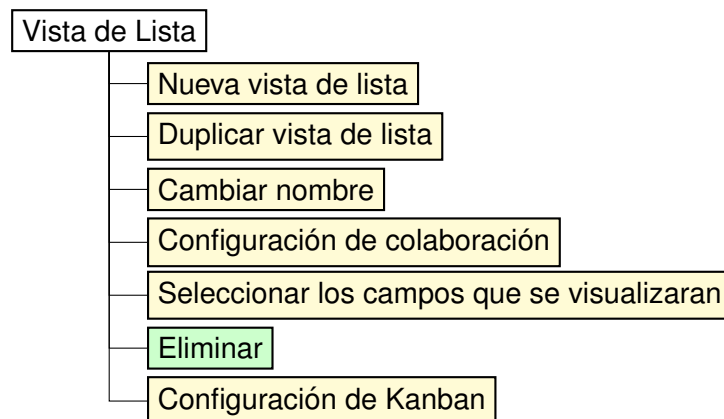 Vista de Lista
Nueva vista de lista
Duplicar vista de lista
Cambiar nombre
Configuración de colaboración
Seleccionar los campos que se visualizaran
Eliminar
Configuración de Kanban